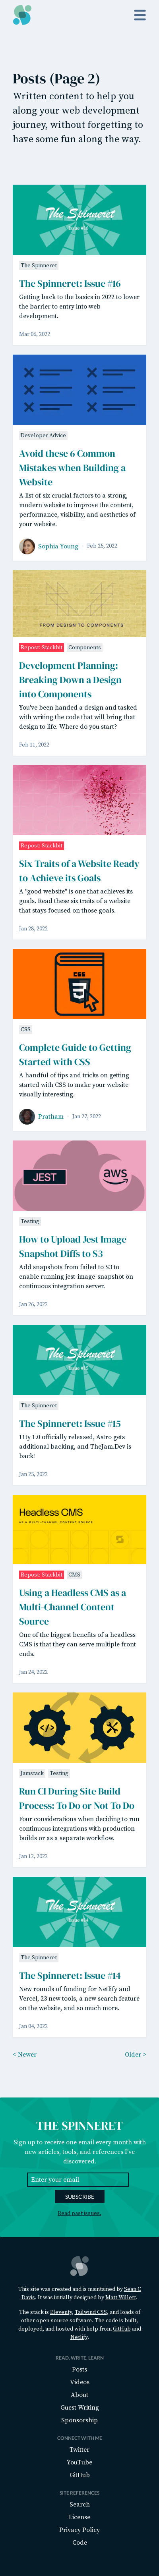 Posts (Page 2)
Written content to help you along your web development journey, without forgetting to have some fun along the way.
The Spinneret
The Spinneret
The Spinneret: Issue #16
Getting back to the basics in 2022 to lower the barrier to entry into web development.
Mar 06, 2022
Developer Advice
Avoid these 6 Common Mistakes when Building a Website
A list of six crucial factors to a strong, modern website to improve the content, performance, visibility, and aesthetics of your website.
Sophia Young
Feb 25, 2022
FROM DESIGN TO COMPONENTS
Repost: Stackbit
Components
Development Planning: Breaking Down a Design into Components
You've been handed a design and tasked with writing the code that will bring that design to life. Where do you start?
Feb 11, 2022
Repost: Stackbit
Six Traits of a Website Ready to Achieve its Goals
A "good website" is one that achieves its goals. Read these six traits of a website that stays focused on those goals.
Jan 28, 2022
CSS
CSS
Complete Guide to Getting Started with CSS
A handful of tips and tricks on getting started with CSS to make your website visually interesting.
Pratham
Jan 27, 2022
JEST
aws
Testing
How to Upload Jest Image Snapshot Diffs to S3
Add snapshots from failed to S3 to enable running jest-image-snapshot on continuous integration server.
Jan 26, 2022
The Spinneret
The Spinneret
The Spinneret: Issue #15
11ty 1.0 officially released, Astro gets additional backing, and TheJam.Dev is back!
Jan 25, 2022
Headless CMS
AS A MULTI-CHANNEL CONTENT SOURCE
Repost: Stackbit
CMS
Using a Headless CMS as a Multi-Channel Content Source
One of the biggest benefits of a headless CMS is that they can serve multiple front ends.
Jan 24, 2022
Jamstack
Testing
Run CI During Site Build Process: To Do or Not To Do
Four considerations when deciding to run continuous integrations with production builds or as a separate workflow.
Jan 12, 2022
The Spinneret
The Spinneret
The Spinneret: Issue #14
New rounds of funding for Netlify and Vercel, 23 new tools, a new search feature on the website, and so much more.
Jan 04, 2022
< Newer
Older >
THE SPINNERET
Sign up to receive one email every month with new articles, tools, and references I've discovered.
Enter your email
SUBSCRIBE
Read past issues.
This site was created and is maintained by Sean C Davis. It was initially designed by Matt Willett.
The stack is Eleventy, Tailwind CSS, and loads of other open-source software. The code is built, deployed, and hosted with help from GitHub and Netlify.
READ, WRITE, LEARN
Posts
Videos
About
Guest Writing
Sponsorship
CONNECT WITH ME
Twitter
YouTube
GitHub
SITE REFERENCES
Search
License
Privacy Policy
Code